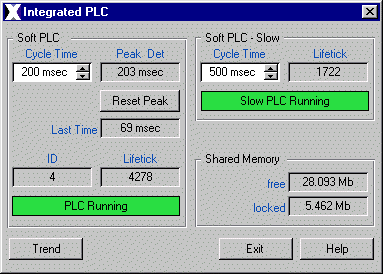 Integrated PLC
Soft PLC
Cycle Time Peak Det
200 msec 203 msec
Reset Peak
Last Time 69 msec
ID Lifetick
4 4278
PLC Running
Soft PLC - Slow
Cycle Time Lifetick
500 msec 1722
Slow PLC Running
Shared Memory
free 28.093 Mb
locked 5.462 Mb
Trend Exit Help